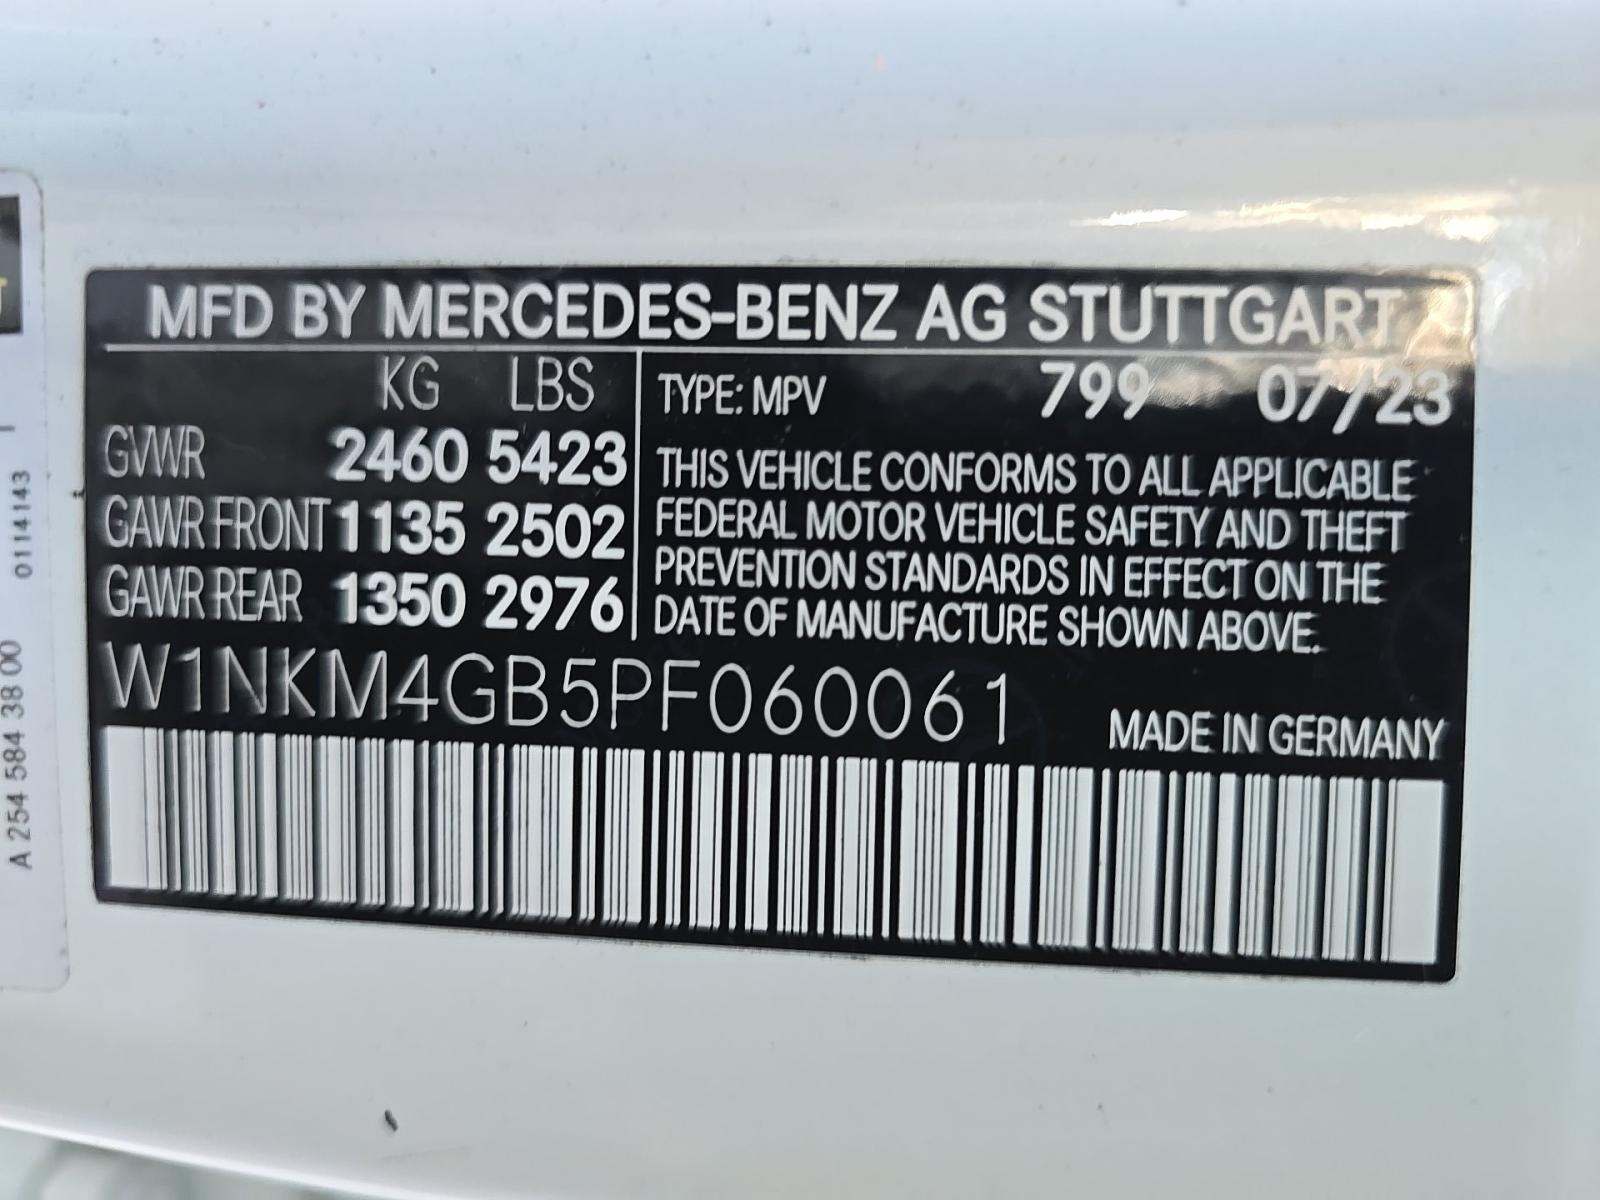 MFD BY MERCEDES-BENZ AG STUTTGART
KG LBS
GVWR 2460 5423
GAWR FRONT 1135 2502
GAWR REAR 1350 2976
TYPE: MPV 799 07/23
THIS VEHICLE CONFORMS TO ALL APPLICABLE
FEDERAL MOTOR VEHICLE SAFETY AND THEFT
PREVENTION STANDARDS IN EFFECT ON THE
DATE OF MANUFACTURE SHOWN ABOVE.
W1NKM4GB5PF060061
MADE IN GERMANY
A 254 584 38 00 0114143